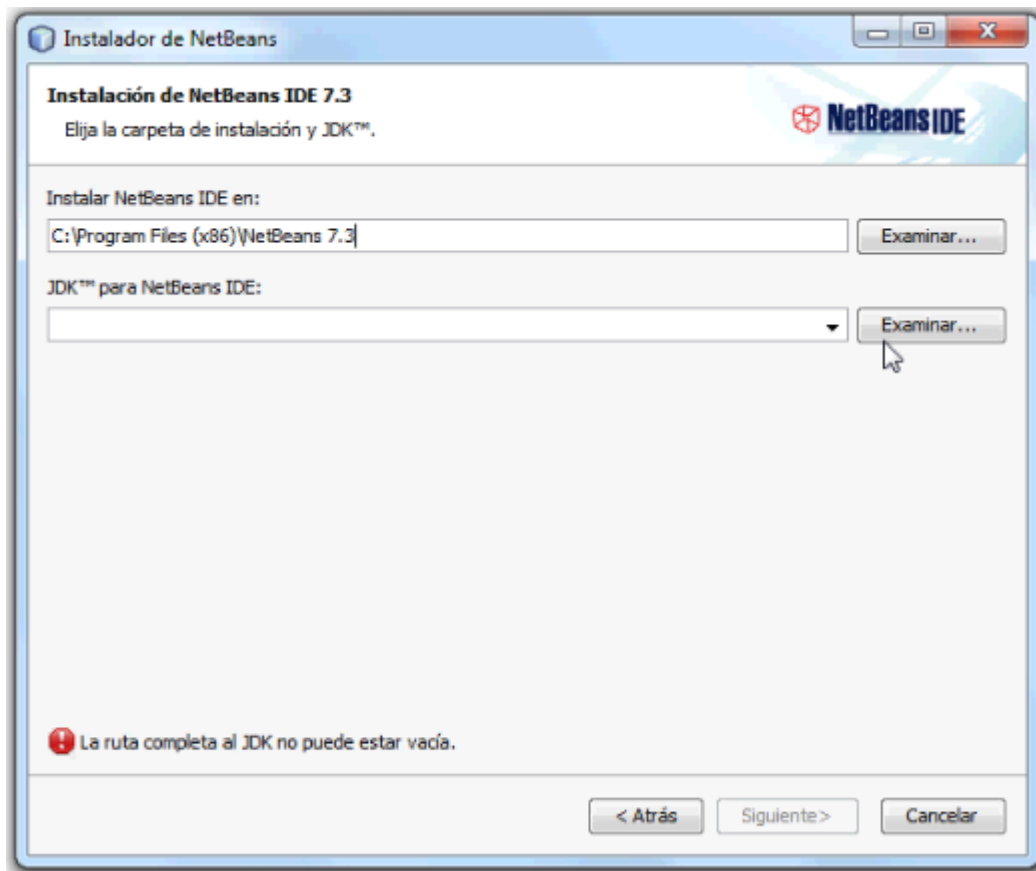 Instalador de NetBeans
Instalación de NetBeans IDE 7.3
Elija la carpeta de instalación y JDK™.
NetBeans IDE
Instalar NetBeans IDE en:
C:\Program Files (x86)\NetBeans 7.3
Examinar...
JDK™ para NetBeans IDE:
Examinar...
La ruta completa al JDK no puede estar vacía.
< Atrás
Siguiente>
Cancelar